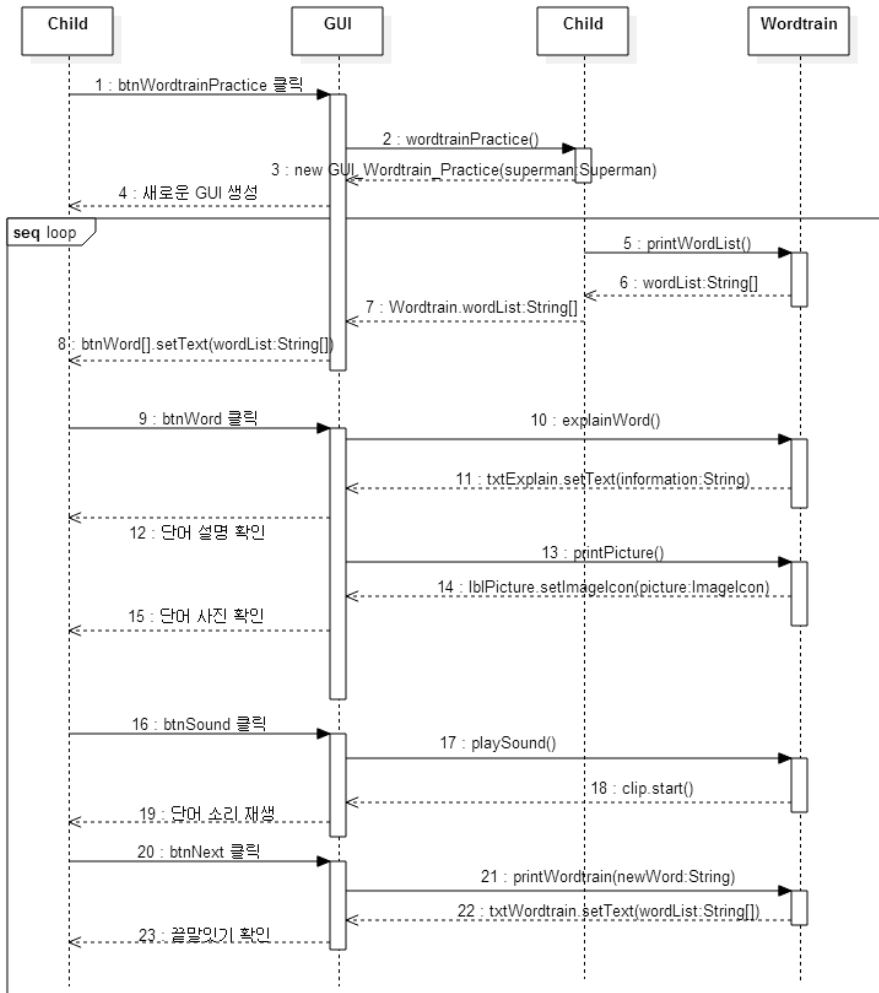 Child
GUI
Child
Wordtrain
1 : btnWordtrainPractice 클릭
2 : wordtrainPractice()
3 : new GUI_Wordtrain_Practice(superman:Superman)
4 : 새로운 GUI 생성
seq loop
5 : printWordList()
6 : wordList:String[]
7 : Wordtrain.wordList:String[]
8 : btnWord[].setText(wordList:String[])
9 : btnWord 클릭
10 : explainWord()
11 : txtExplain.setText(information:String)
12 : 단어 설명 확인
13 : printPicture()
14 : lblPicture.setImageIcon(picture:ImageIcon)
15 : 단어 사진 확인
16 : btnSound 클릭
17 : playSound()
18 : clip.start()
19 : 단어 소리 재생
20 : btnNext 클릭
21 : printWordtrain(newWord:String)
22 : txtWordtrain.setText(wordList:String[])
23 : 끝말잇기 확인